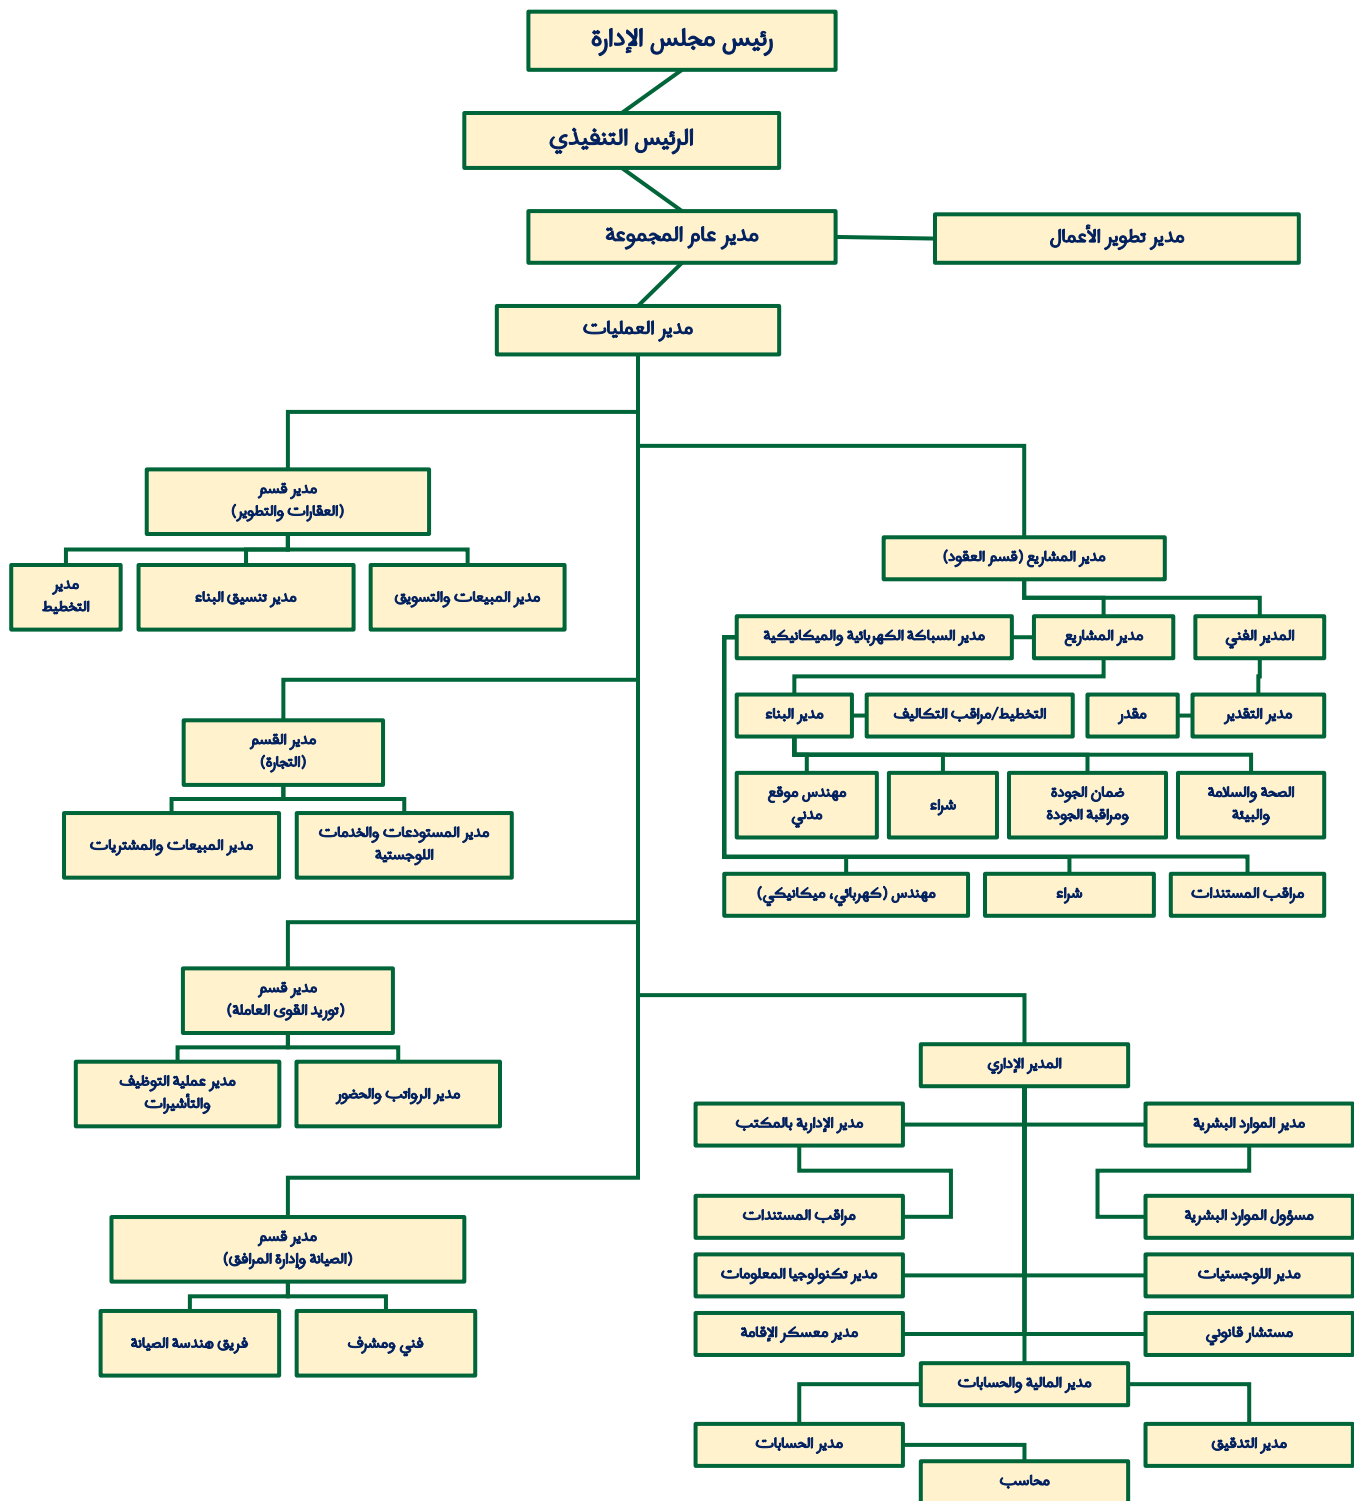 رئيس مجلس الإدارة
الرئيس التنفيذي
مدير عام المجموعة
مدير تطوير الأعمال
مدير العمليات
مدير قسم
(العقارات والتطوير)
مدير المبيعات والتسويق
مدير تنسيق البناء
مدير
التخطيط
مدير المشاريع (قسم العقود)
المدير الفني
مدير المشاريع
مدير السباكة الكهربائية والميكانيكية
مدير التقدير
مقدر
التخطيط/مراقب التكاليف
مدير البناء
الصحة والسلامة
والبيئة
ضمان الجودة
ومراقبة الجودة
شراء
مهندس موقع
مدني
مراقب المستندات
شراء
مهندس (كهربائي، ميكانيكي)
مدير القسم
(التجارة)
مدير المستودعات والخدمات
اللوجستية
مدير المبيعات والمشتريات
مدير قسم
(توريد القوى العاملة)
مدير الرواتب والحضور
مدير عملية التوظيف
والتأشيرات
المدير الإداري
مدير الموارد البشرية
مدير الإدارية بالمكتب
مسؤول الموارد البشرية
مراقب المستندات
مدير اللوجستيات
مدير تكنولوجيا المعلومات
مستشار قانوني
مدير معسكر الإقامة
مدير المالية والحسابات
مدير التدقيق
مدير الحسابات
محاسب
مدير قسم
(الصيانة وإدارة المرافق)
فني ومشرف
فريق هندسة الصيانة